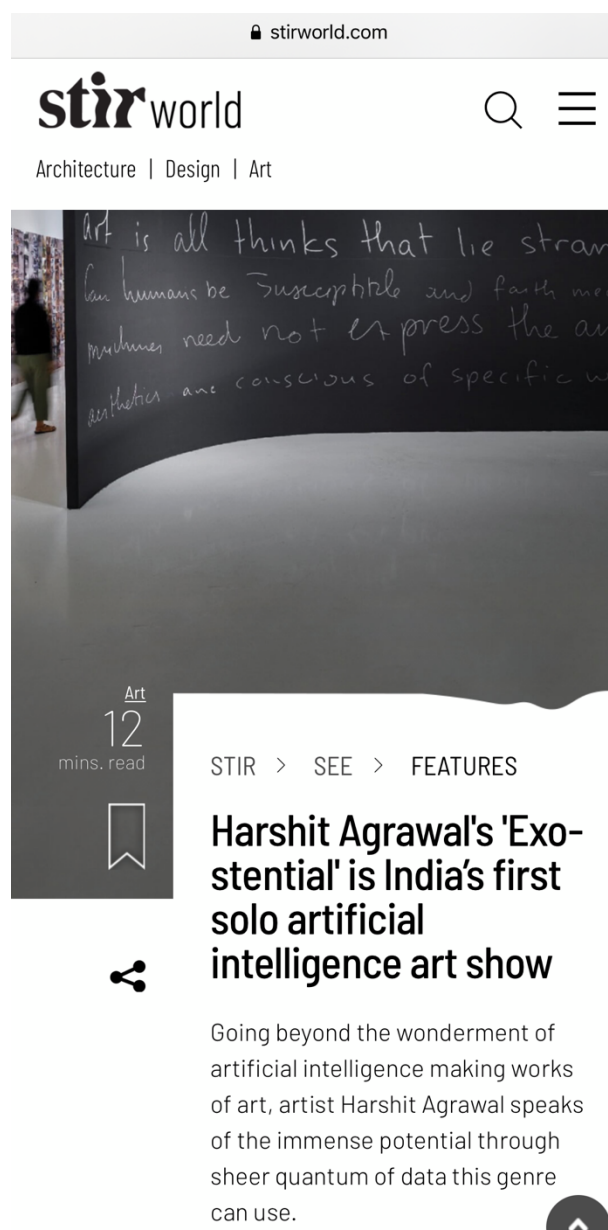 stirworld.com
stir world
Architecture | Design | Art
art is all thinks that lie stran
Can humans be Susceptible and faith me
machines need not express the au
aesthetics are conscious of specific w
Art
12
mins. read
STIR > SEE > FEATURES
Harshit Agrawal's 'Exo-
stential' is India’s first
solo artificial
intelligence art show
Going beyond the wonderment of
artificial intelligence making works
of art, artist Harshit Agrawal speaks
of the immense potential through
sheer quantum of data this genre
can use.